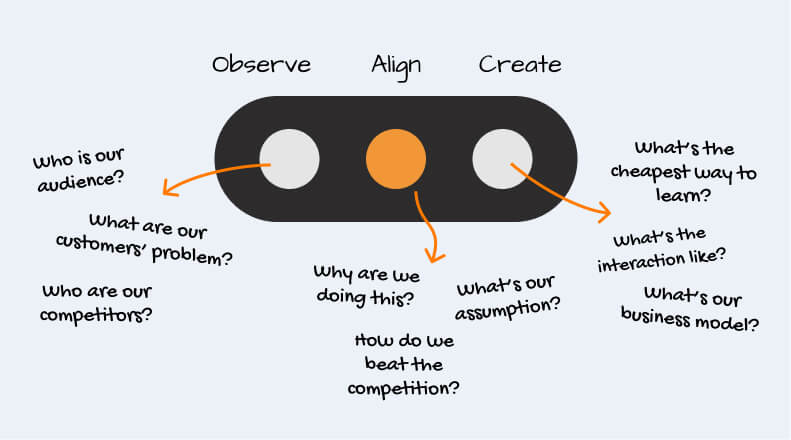 Observe
Align
Create
Who is our
audience?
What are our
customers' problem?
Who are our
competitors?
Why are we
doing this?
What's our
assumption?
How do we
beat the
competition?
What's the
cheapest way to
learn?
What's the
interaction like?
What's our
business model?